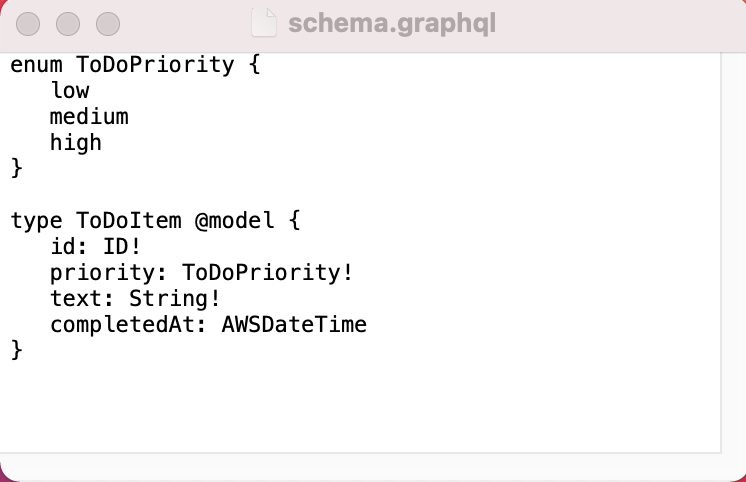 schema.graphql
enum ToDoPriority {
   low
   medium
   high
}

type ToDoItem @model {
   id: ID!
   priority: ToDoPriority!
   text: String!
   completedAt: AWSDateTime
}